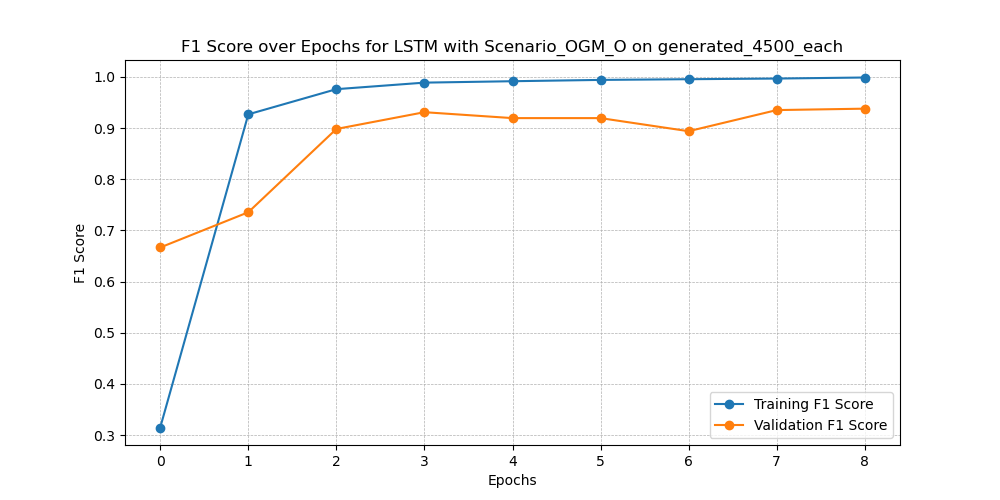 F1 Score over Epochs for LSTM with Scenario_OGM_O on generated_4500_each
1.0
0.9
0.8
0.7
0.6
0.5
0.4
0.3
F1 Score
Training F1 Score
Validation F1 Score
0 1 2 3 4 5 6 7 8
Epochs